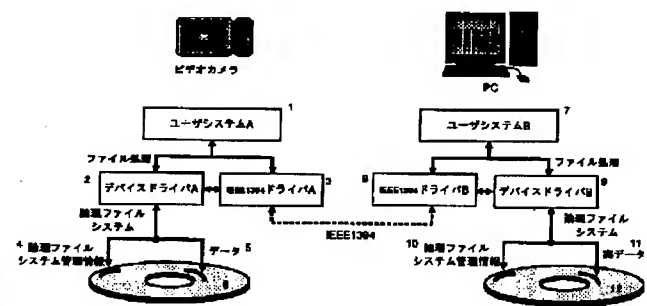 ビデオカメラ
PC
1
ユーザシステムA
7
ユーザシステムB
ファイル処理
ファイル処理
2
デバイスドライバA
3
IEEE1394ドライバA
IEEE1394ドライバB
デバイスドライバB
論理ファイル
システム
IEEE1394
論理ファイル
システム
4 論理ファイル
システム管理情報
データ 5
10 論理ファイル
システム管理情報
11
実データ
6
12